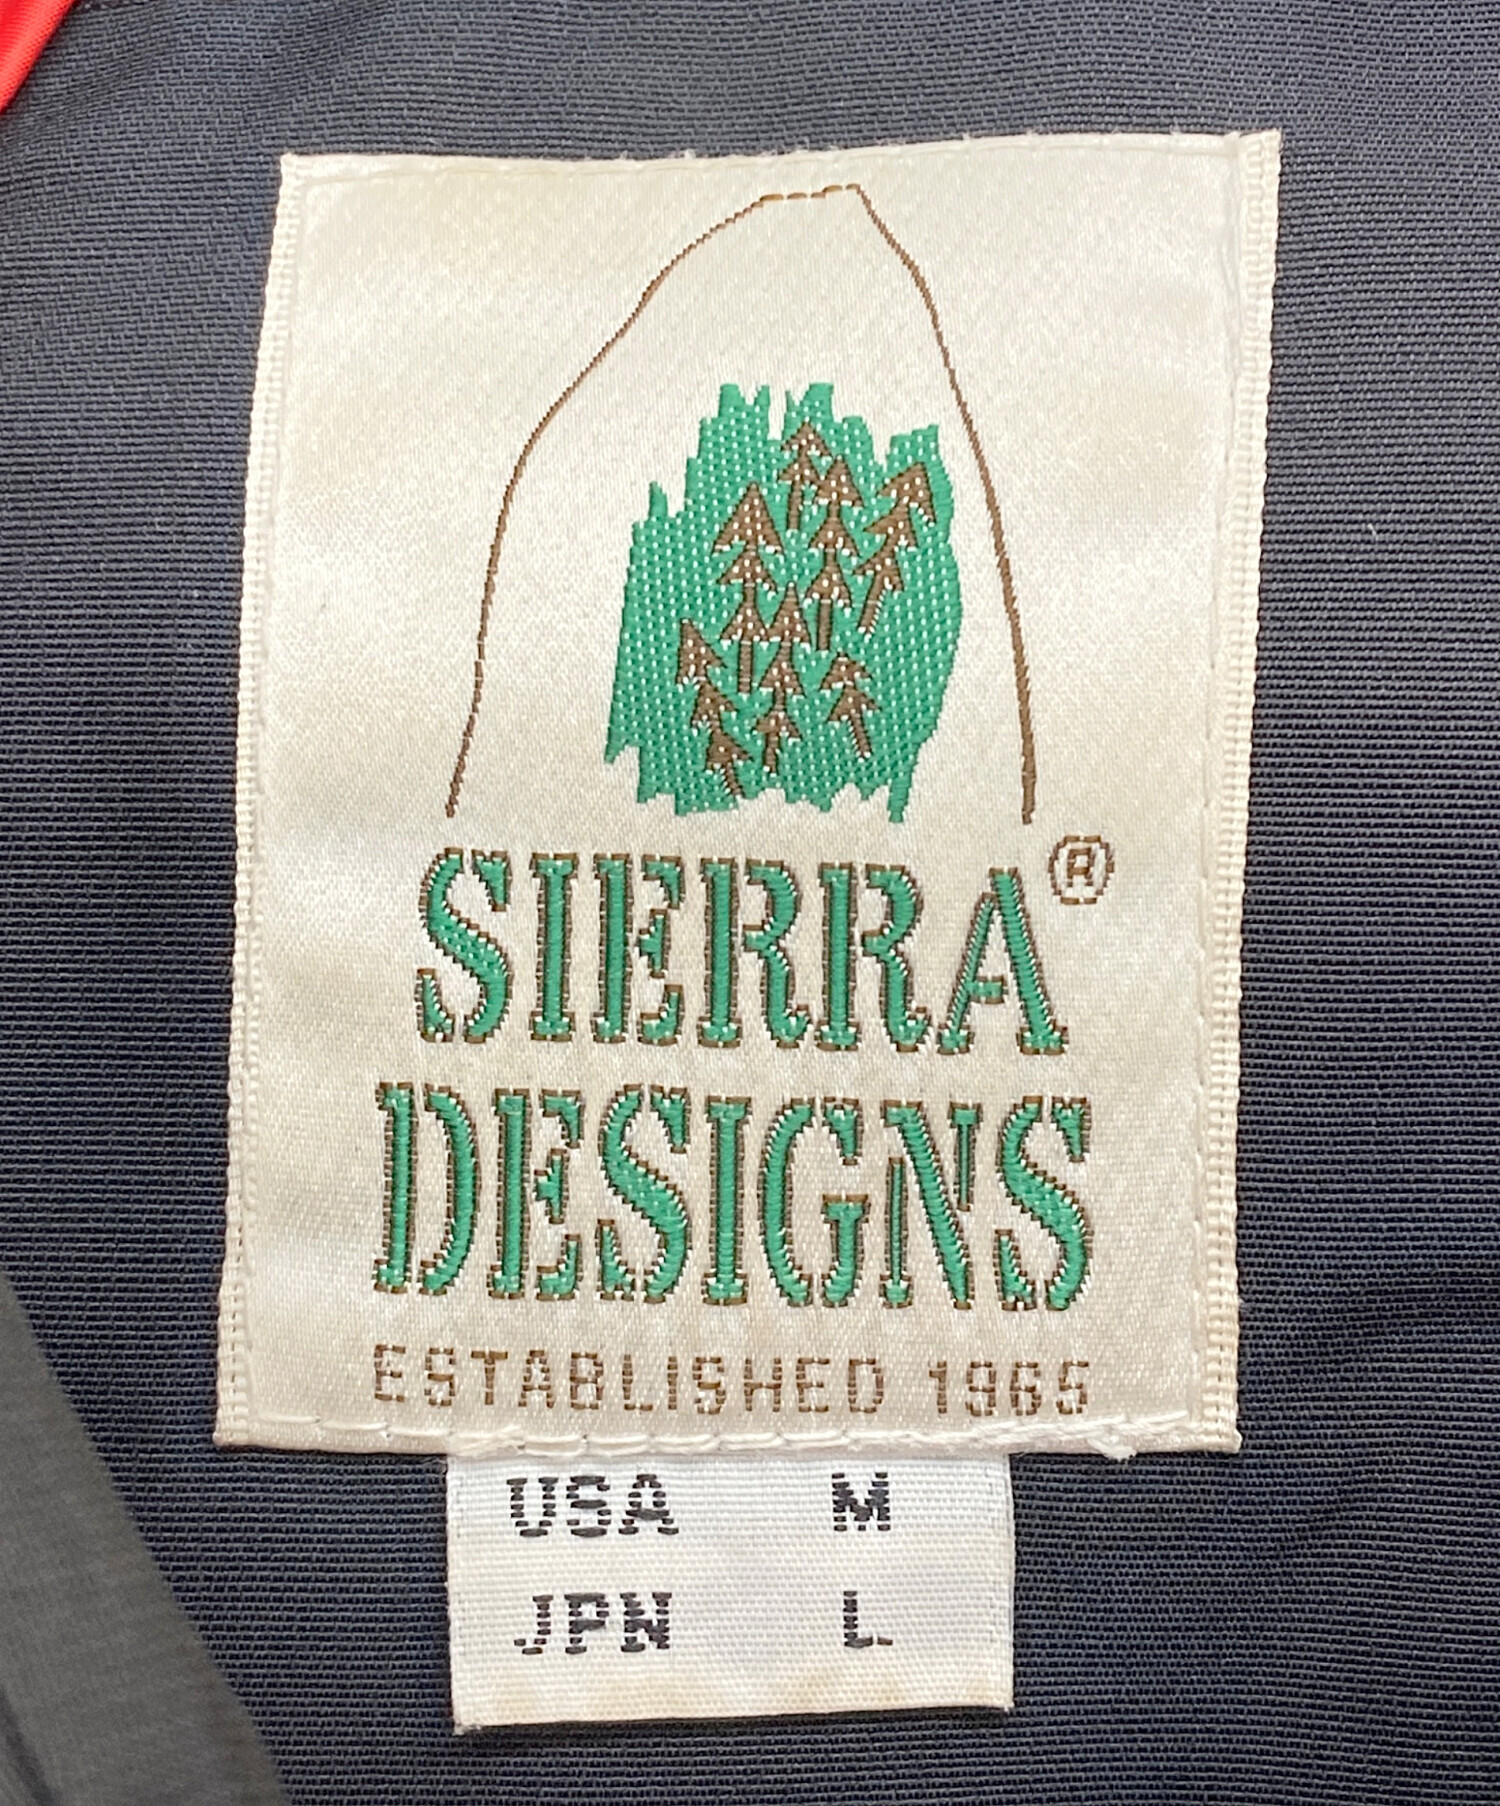 SIERRA®
DESIGNS
ESTABLISHED 1965
USA M
JPN L